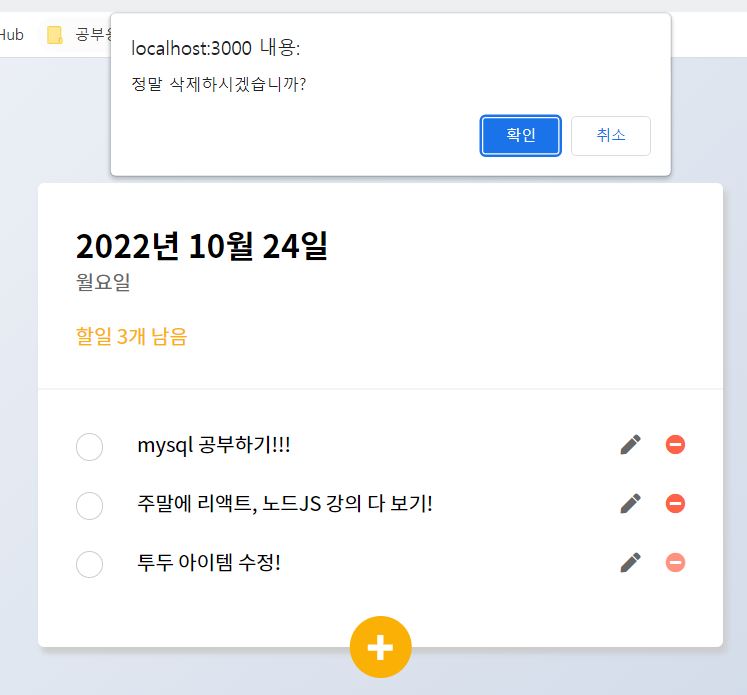 Hub 공부용
localhost:3000 내용:
정말 삭제하시겠습니까?
확인 취소
2022년 10월 24일
월요일
할일 3개 남음
mysql 공부하기!!!
주말에 리액트, 노드JS 강의 다 보기!
투두 아이템 수정!